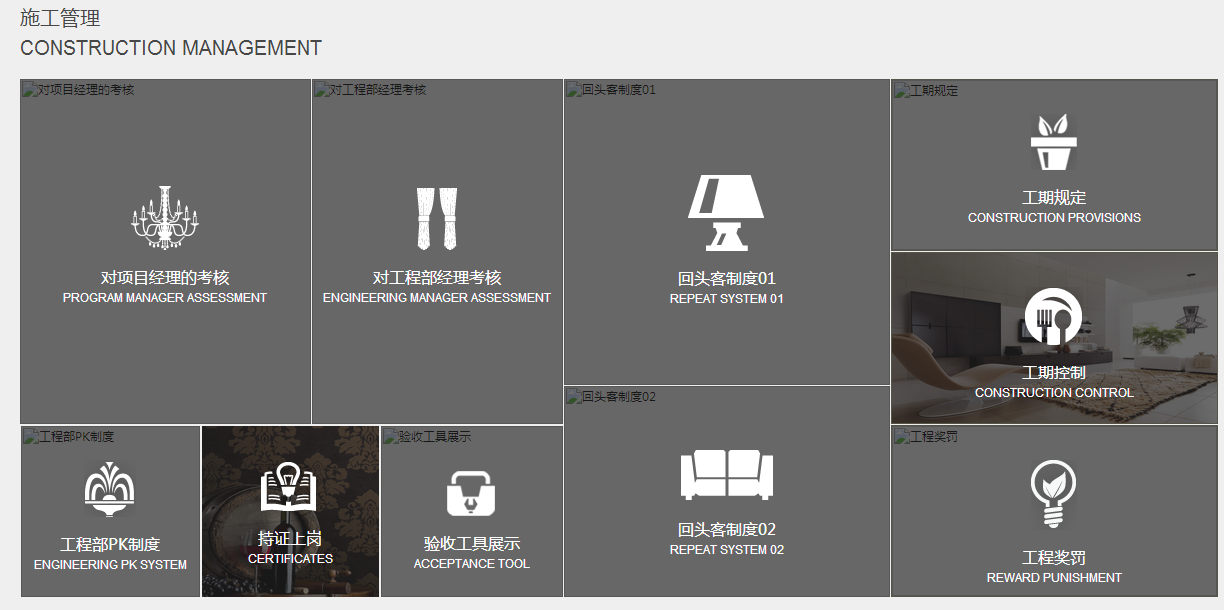 施工管理
CONSTRUCTION MANAGEMENT
对项目经理的考核
对项目经理的考核
PROGRAM MANAGER ASSESSMENT
对工程部经理考核
对工程部经理考核
ENGINEERING MANAGER ASSESSMENT
回头客制度01
回头客制度01
REPEAT SYSTEM 01
工期规定
工期规定
CONSTRUCTION PROVISIONS
工期控制
CONSTRUCTION CONTROL
工程部PK制度
工程部PK制度
ENGINEERING PK SYSTEM
持证上岗
CERTIFICATES
验收工具展示
验收工具展示
ACCEPTANCE TOOL
回头客制度02
回头客制度02
REPEAT SYSTEM 02
工程奖罚
工程奖罚
REWARD PUNISHMENT